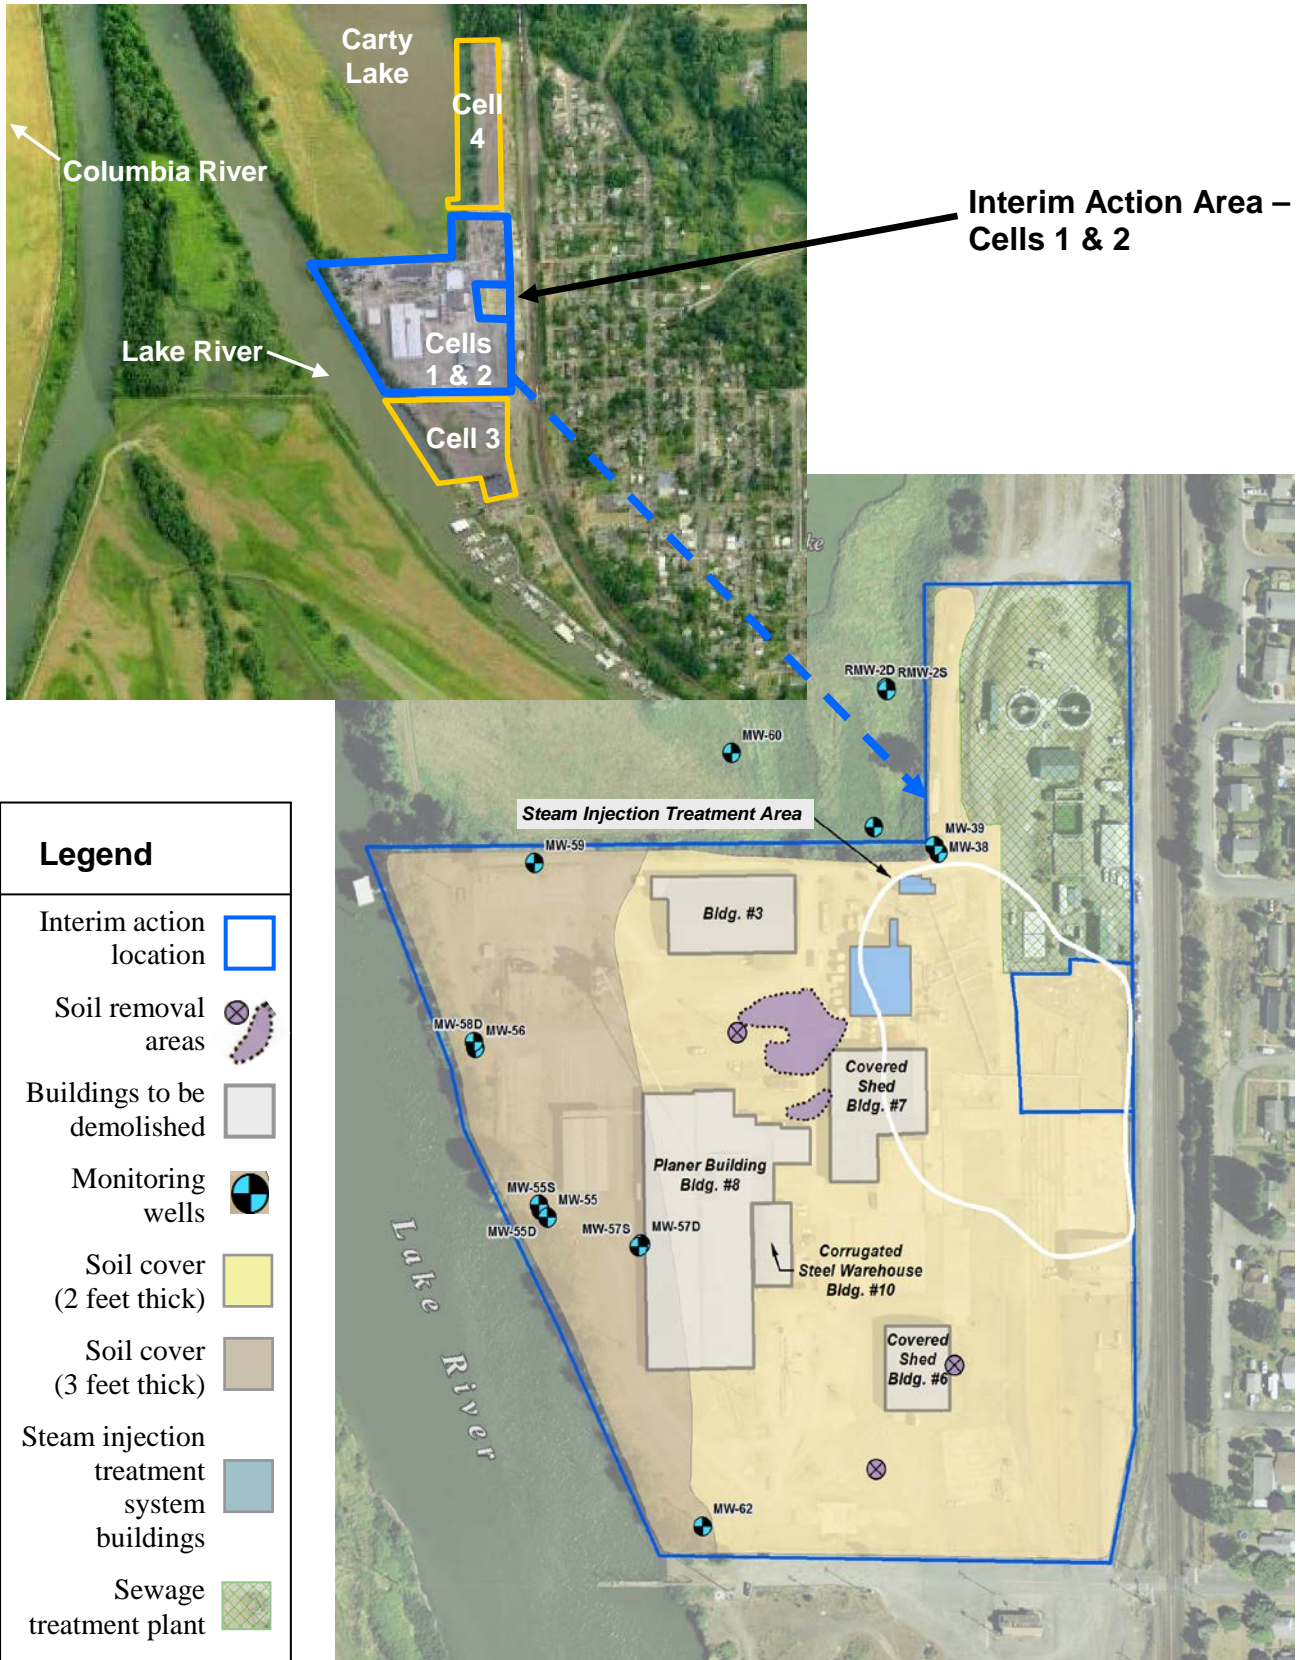 Carty
Lake
Cell
4
Columbia River
Interim Action Area –
Cells 1 & 2
Lake River
Cells
1 & 2
Cell 3
ke
RMW-2D RMW-2S
MW-60
Steam Injection Treatment Area
MW-39
MW-38
MW-59
Bldg. #3
MW-58D
MW-56
Covered
Shed
Bldg. #7
Planer Building
Bldg. #8
MW-55S
MW-55
MW-55D
MW-57S
MW-57D
Corrugated
Steel Warehouse
Bldg. #10
Lake River
Covered
Shed
Bldg. #6
MW-62
Legend
Interim action
location
Soil removal
areas
Buildings to be
demolished
Monitoring
wells
Soil cover
(2 feet thick)
Soil cover
(3 feet thick)
Steam injection
treatment
system
buildings
Sewage
treatment plant